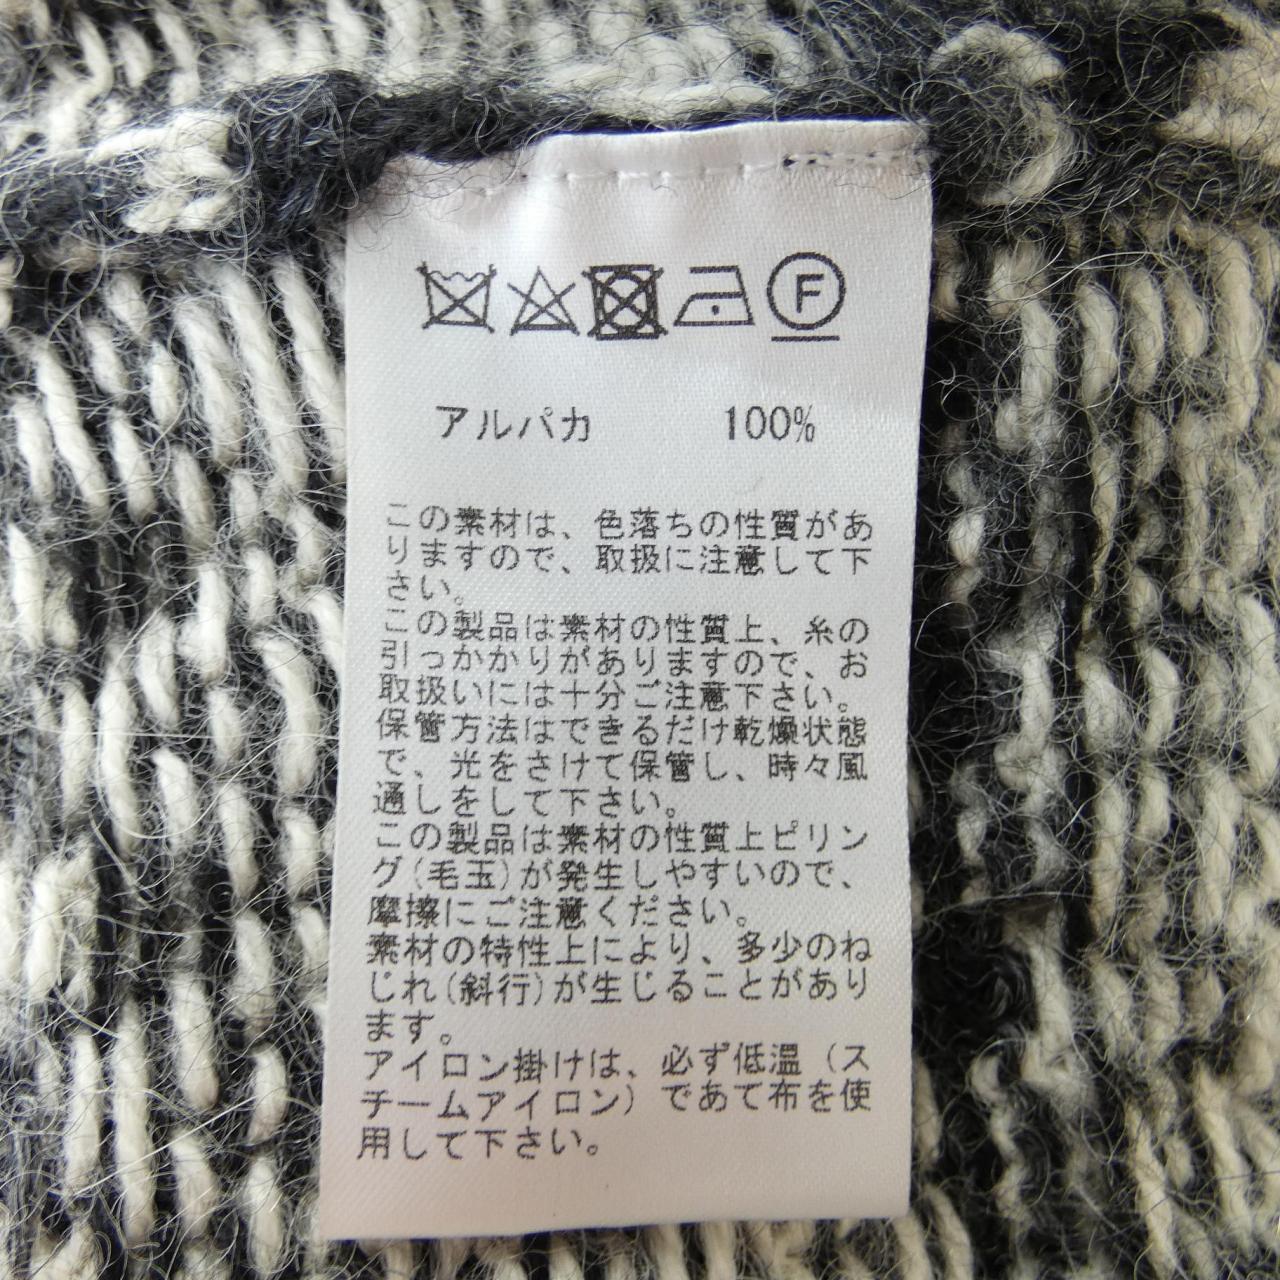 F
アルパカ 100%
この素材は、色落ちの性質があ
りますので、取扱に注意して下
さい。
この製品は素材の性質上、糸の
引っかかりがありますので、お
取扱いには十分ご注意下さい。
保管方法はできるだけ乾燥状態
で、光をさけて保管し、時々風
通しをして下さい。
この製品は素材の性質上ピリン
グ(毛玉)が発生しやすいので、
摩擦にご注意ください。
素材の特性上により、多少のね
じれ(斜行)が生じることがあり
ます。
アイロン掛けは、必ず低温(ス
チームアイロン)であて布を使
用して下さい。